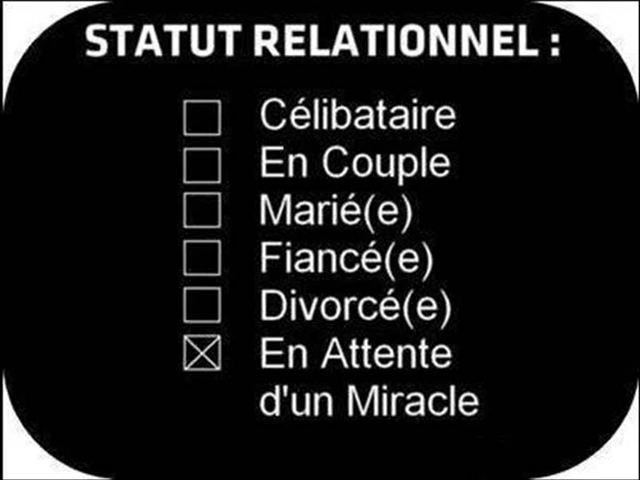 STATUT RELATIONNEL :
Célibataire
En Couple
Marié(e)
Fiancé(e)
Divorcé(e)
En Attente
d'un Miracle